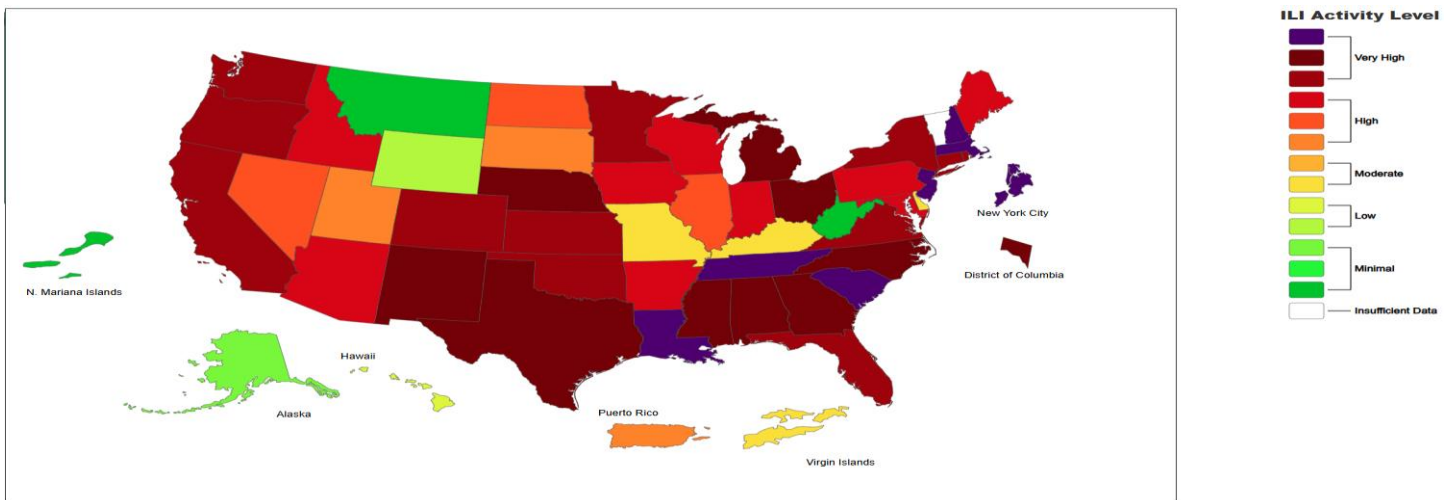 ILI Activity Level
Very High
High
Moderate
Low
Minimal
Insufficient Data
New York City
District of Columbia
N. Mariana Islands
Hawaii
Alaska
Puerto Rico
Virgin Islands